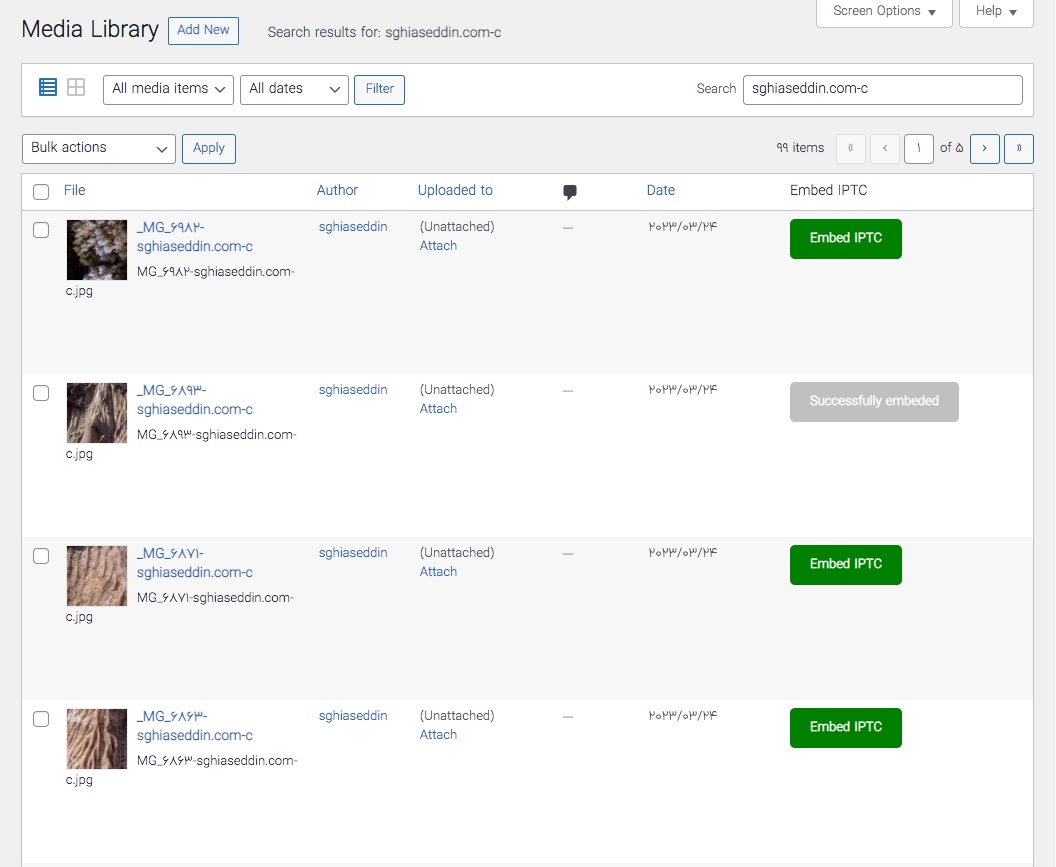 Media Library Add New Search results for: sghiaseddin.com-c Screen Options Help
All media items All dates Filter Search sghiaseddin.com-c
Bulk actions Apply ۹۹ items « ‹ ۱ of ۵ › »
File Author Uploaded to Date Embed IPTC
_MG_۶۹۸۲- sghiaseddin (Unattached) — ۲۰۲۳/۰۳/۲۴ Embed IPTC
sghiaseddin.com-c Attach
MG_۶۹۸۲-sghiaseddin.com-
c.jpg
_MG_۶۸۹۳- sghiaseddin (Unattached) — ۲۰۲۳/۰۳/۲۴ Successfully embeded
sghiaseddin.com-c Attach
MG_۶۸۹۳-sghiaseddin.com-
c.jpg
_MG_۶۸۷۱- sghiaseddin (Unattached) — ۲۰۲۳/۰۳/۲۴ Embed IPTC
sghiaseddin.com-c Attach
MG_۶۸۷۱-sghiaseddin.com-
c.jpg
_MG_۶۸۶۳- sghiaseddin (Unattached) — ۲۰۲۳/۰۳/۲۴ Embed IPTC
sghiaseddin.com-c Attach
MG_۶۸۶۳-sghiaseddin.com-
c.jpg